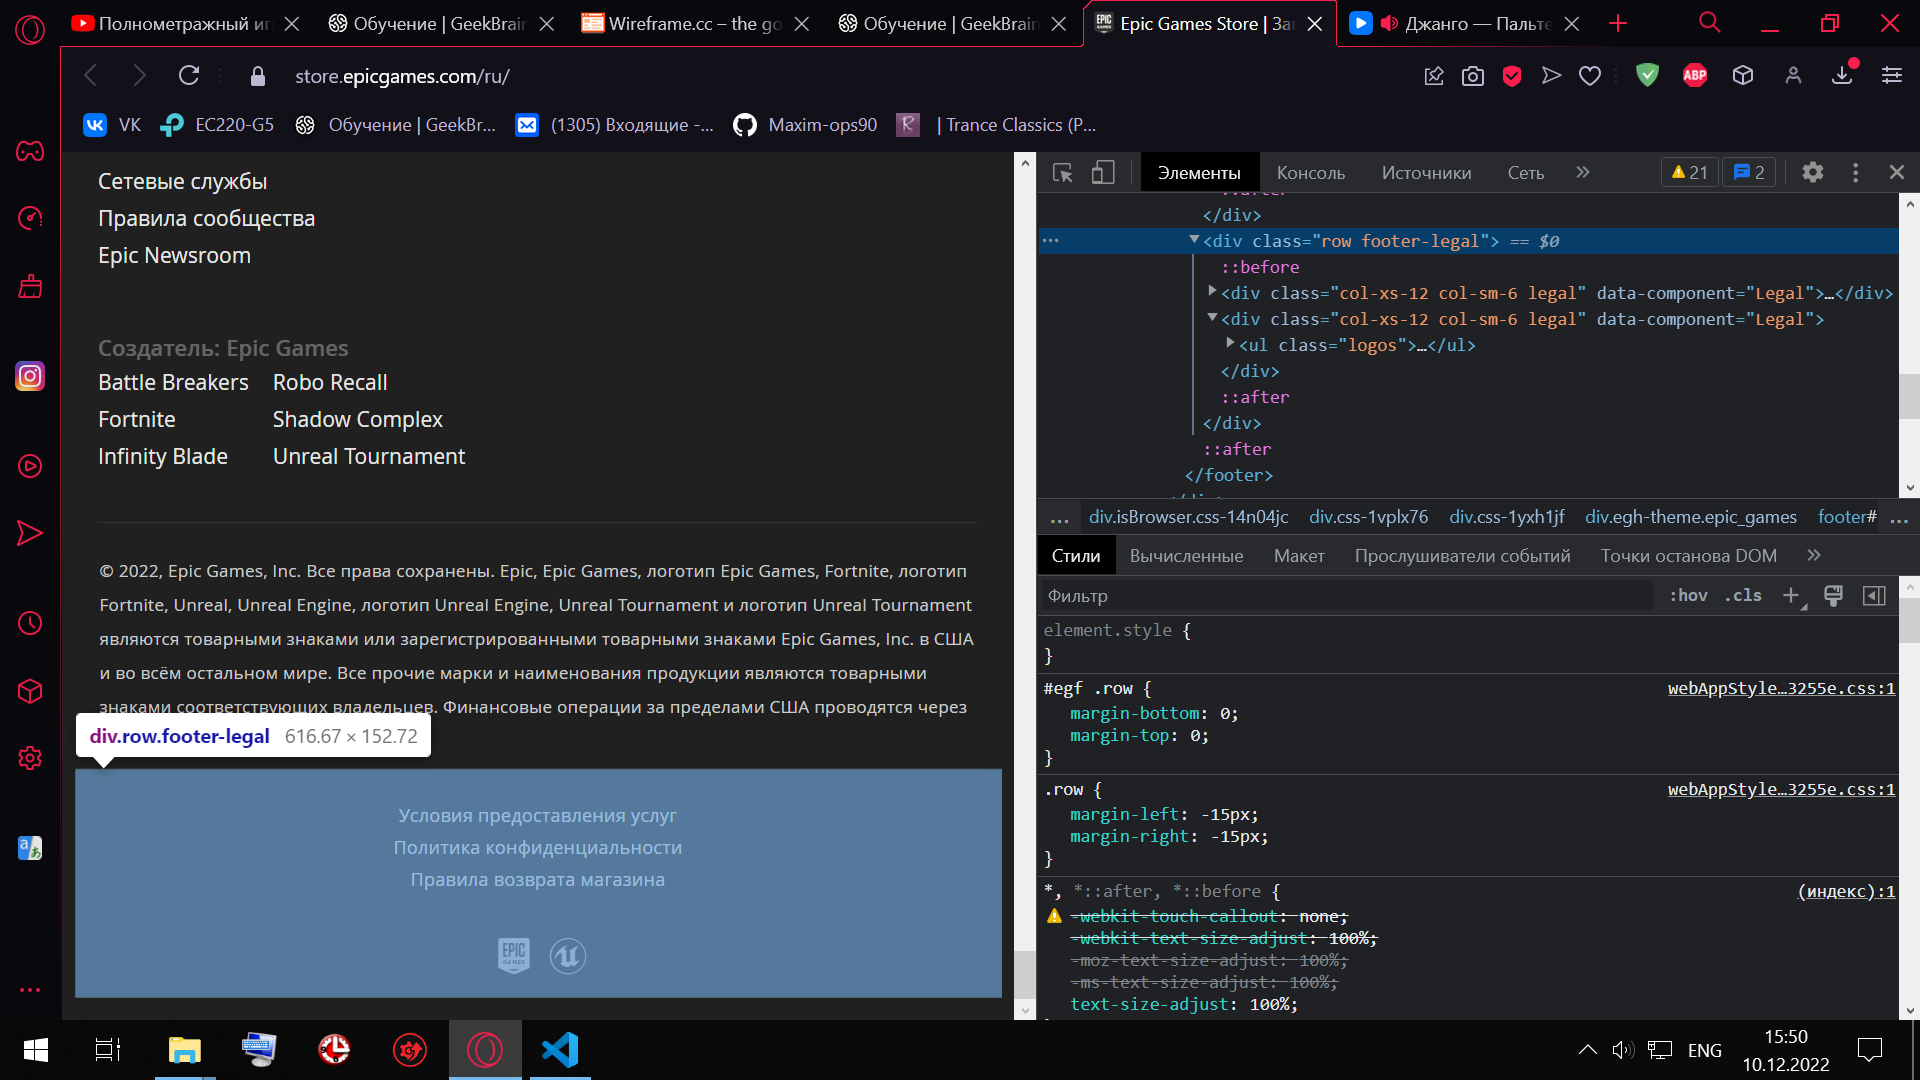 Полнометражный иг
Обучение | GeekBrain
Wireframe.cc – the go
Обучение | GeekBrain
Epic Games Store | Заг
Джанго — Пальте
store.epicgames.com/ru/
ABP
VK
EC220-G5
Обучение | GeekBr...
(1305) Входящие -...
Maxim-ops90
| Trance Classics (P...
Сетевые службы
Правила сообщества
Epic Newsroom
Создатель: Epic Games
Battle Breakers Robo Recall
Fortnite Shadow Complex
Infinity Blade Unreal Tournament
© 2022, Epic Games, Inc. Все права сохранены. Epic, Epic Games, логотип Epic Games, Fortnite, логотип
Fortnite, Unreal, Unreal Engine, логотип Unreal Engine, Unreal Tournament и логотип Unreal Tournament
являются товарными знаками или зарегистрированными товарными знаками Epic Games, Inc. в США
и во всём остальном мире. Все прочие марки и наименования продукции являются товарными
знаками соответствующих владельцев. Финансовые операции за пределами США проводятся через
div.row.footer-legal 616.67 × 152.72
Условия предоставления услуг
Политика конфиденциальности
Правила возврата магазина
EPIC GAMES
Элементы Консоль Источники Сеть » 21 2
::after
</div>
… <div class="row footer-legal"> == $0
::before
<div class="col-xs-12 col-sm-6 legal" data-component="Legal">…</div>
<div class="col-xs-12 col-sm-6 legal" data-component="Legal">
<ul class="logos">…</ul>
</div>
::after
</div>
::after
</footer>
</div>
… div.isBrowser.css-14n04jc div.css-1vplx76 div.css-1yxh1jf div.egh-theme.epic_games footer# …
Стили Вычисленные Макет Прослушиватели событий Точки останова DOM »
Фильтр :hov .cls +
element.style {
}
#egf .row { webAppStyle…3255e.css:1
margin-bottom: 0;
margin-top: 0;
}
.row { webAppStyle…3255e.css:1
margin-left: -15px;
margin-right: -15px;
}
*, *::after, *::before { (индекс):1
-webkit-touch-callout: none;
-webkit-text-size-adjust: 100%;
-moz-text-size-adjust: 100%;
-ms-text-size-adjust: 100%;
text-size-adjust: 100%;
ENG
15:50
10.12.2022